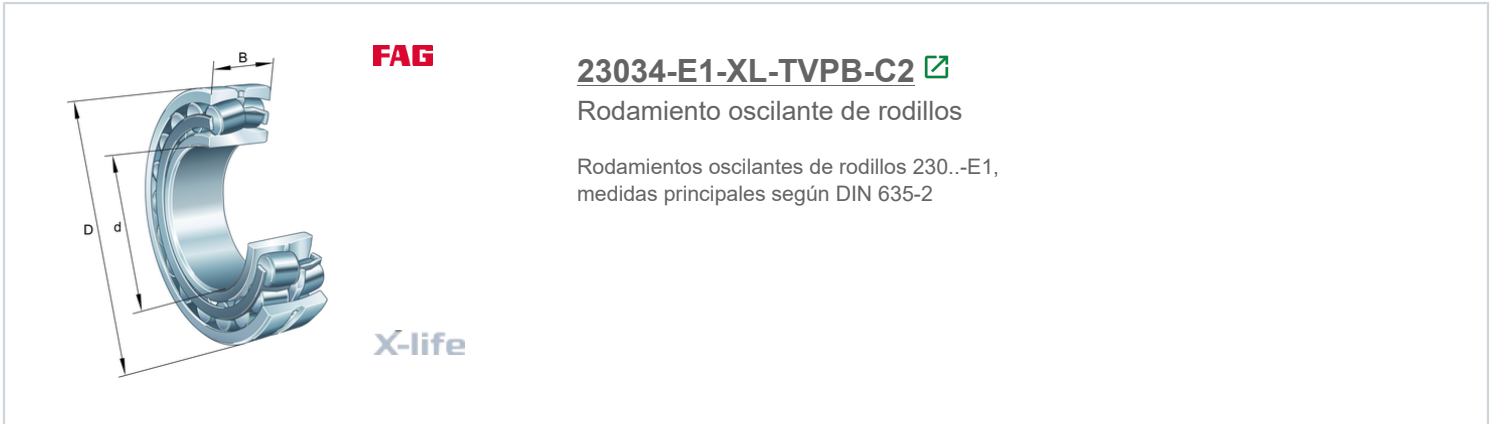 B
D
d
FAG
X-life
23034-E1-XL-TVPB-C2
Rodamiento oscilante de rodillos
Rodamientos oscilantes de rodillos 230..-E1,
medidas principales según DIN 635-2